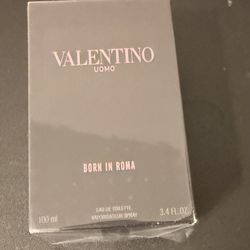 VALENTINO
UOMO
BORN IN ROMA
EAU DE TOILETTE
VAPORISATEUR SPRAY
100 ml
3.4 FL.OZ